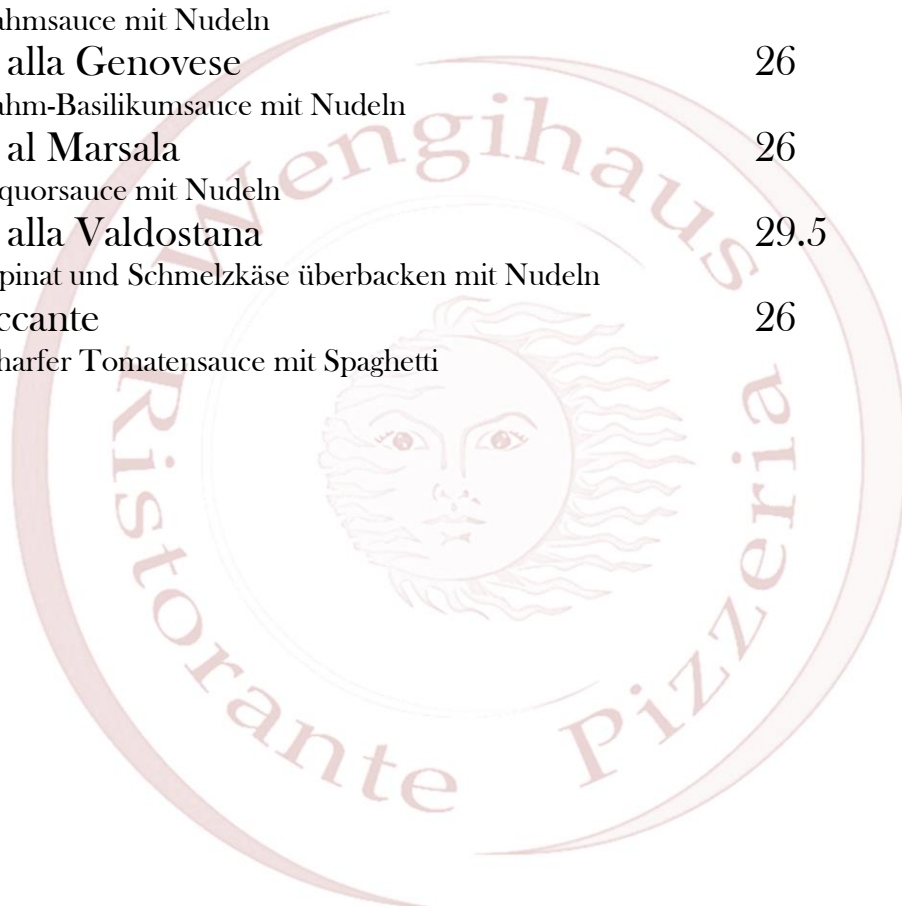 ahmsauce mit Nudeln
alla Genovese 26
ahm-Basilikumsauce mit Nudeln
al Marsala 26
quorsauce mit Nudeln
alla Valdostana 29.5
pinat und Schmelzkäse überbacken mit Nudeln
ccante 26
harfer Tomatensauce mit Spaghetti
Wengihaus
Ristorante Pizzeria